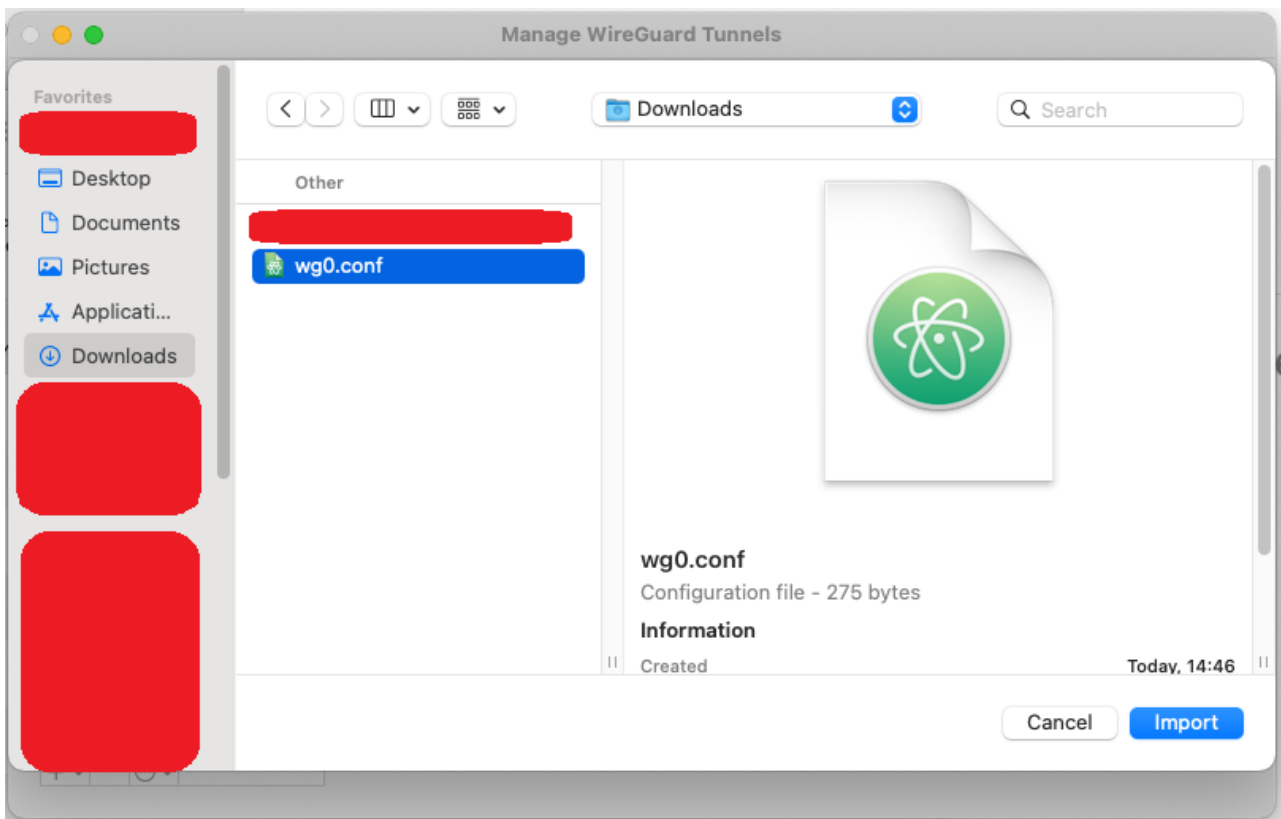 Manage WireGuard Tunnels
Favorites
Desktop
Documents
Pictures
Applicati...
Downloads
Downloads
Search
Other
wg0.conf
wg0.conf
Configuration file - 275 bytes
Information
Created Today, 14:46
Cancel Import